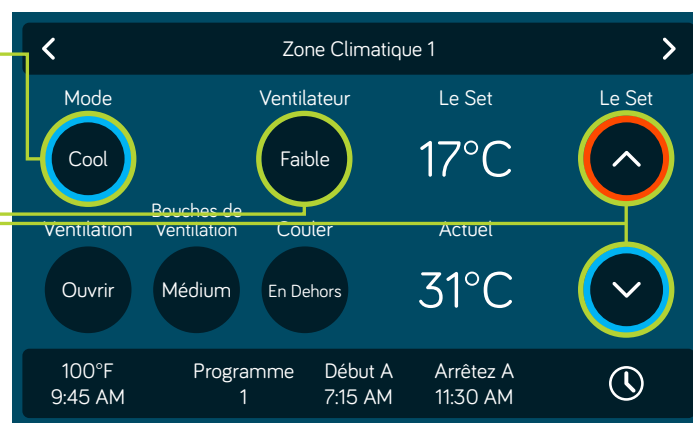 Zone Climatique 1
Mode
Ventilateur
Le Set
Le Set
Cool
Faible
17°C
Ventilation
Bouches de
Ventilation
Couler
Actuel
Ouvrir
Médium
En Dehors
31°C
100°F
Programme
Début A
Arrêtez A
9:45 AM
1
7:15 AM
11:30 AM